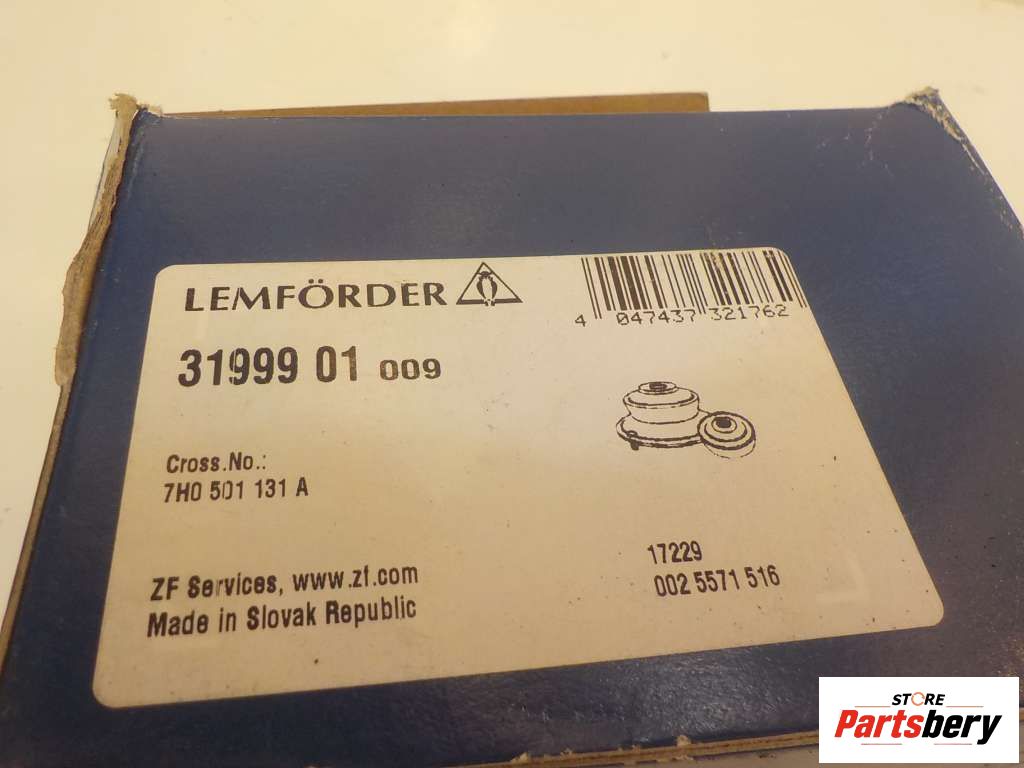 LEMFÖRDER
4 047437 321762
31999 01 009
Cross.No.:
7H0 501 131 A
17229
002 5571 516
ZF Services, www.zf.com
Made in Slovak Republic
STORE
Partsbery